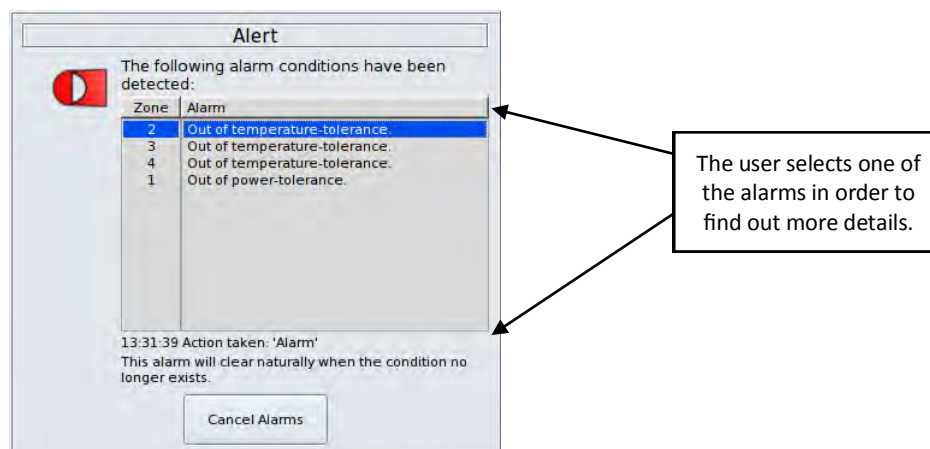 Alert
The following alarm conditions have been
detected:
Zone Alarm
2 Out of temperature-tolerance.
3 Out of temperature-tolerance.
4 Out of temperature-tolerance.
1 Out of power-tolerance.
The user selects one of
the alarms in order to
find out more details.
13:31:39 Action taken: 'Alarm'
This alarm will clear naturally when the condition no
longer exists.
Cancel Alarms